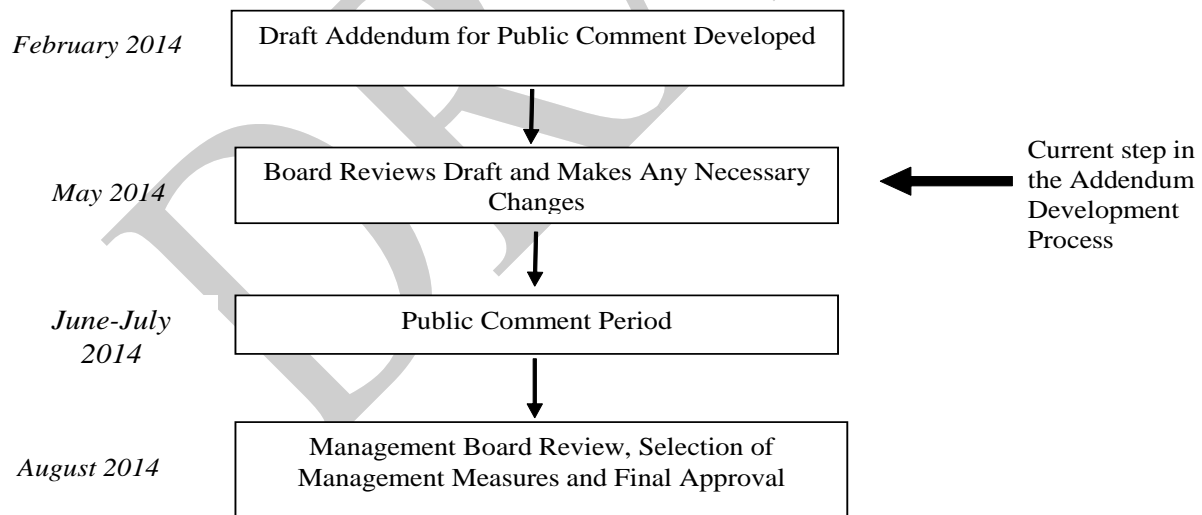 February 2014
Draft Addendum for Public Comment Developed
May 2014
Board Reviews Draft and Makes Any Necessary
Changes
Current step in
the Addendum
Development
Process
June-July
2014
Public Comment Period
August 2014
Management Board Review, Selection of
Management Measures and Final Approval